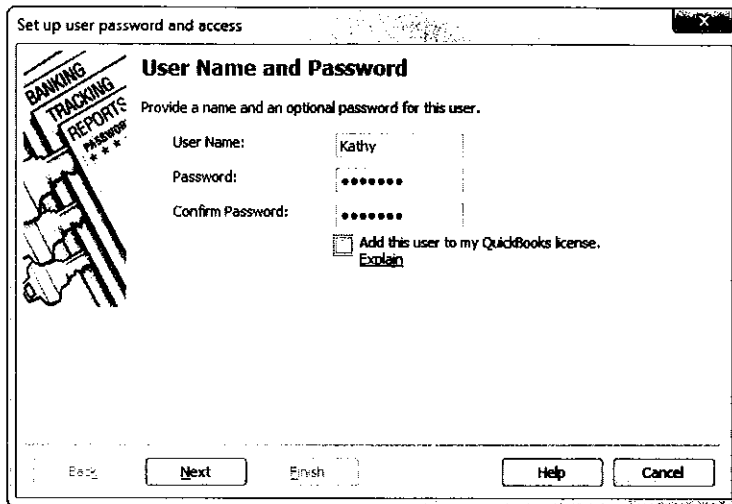 Set up user password and access
X
BANKING
TRACKING
REPORTS
PASSWOR
* * *
User Name and Password
Provide a name and an optional password for this user.
User Name: Kathy
Password: •••••••
Confirm Password: •••••••
Add this user to my QuickBooks license.
Explain
Back Next Finish Help Cancel